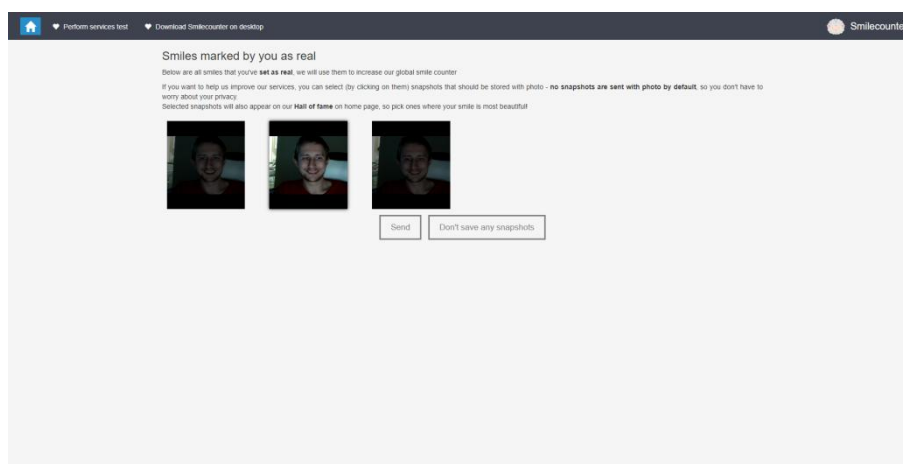 Perform services test
Download Smilecounter on desktop
Smilecounte
Smiles marked by you as real
Below are all smiles that you've set as real, we will use them to increase our global smile counter
If you want to help us improve our services, you can select (by clicking on them) snapshots that should be stored with photo - no snapshots are sent with photo by default, so you don't have to
worry about your privacy.
Selected snapshots will also appear on our Hall of fame on home page, so pick ones where your smile is most beautiful!
Send
Don't save any snapshots